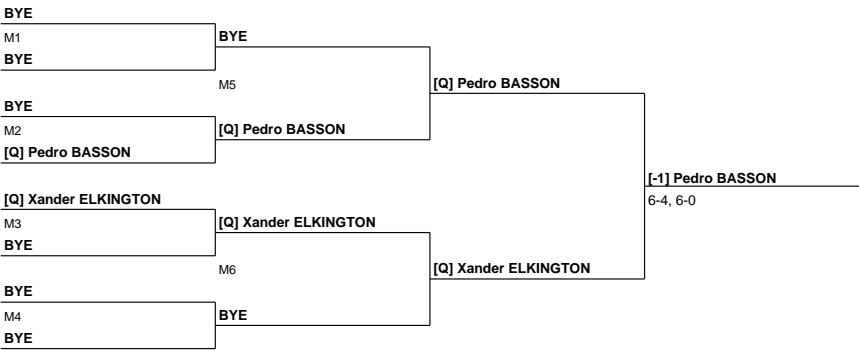 BYE
M1
BYE
BYE
M5
[Q] Pedro BASSON
BYE
M2
[Q] Pedro BASSON
[Q] Pedro BASSON
[-1] Pedro BASSON
6-4, 6-0
[Q] Xander ELKINGTON
M3
[Q] Xander ELKINGTON
BYE
M6
[Q] Xander ELKINGTON
BYE
M4
BYE
BYE